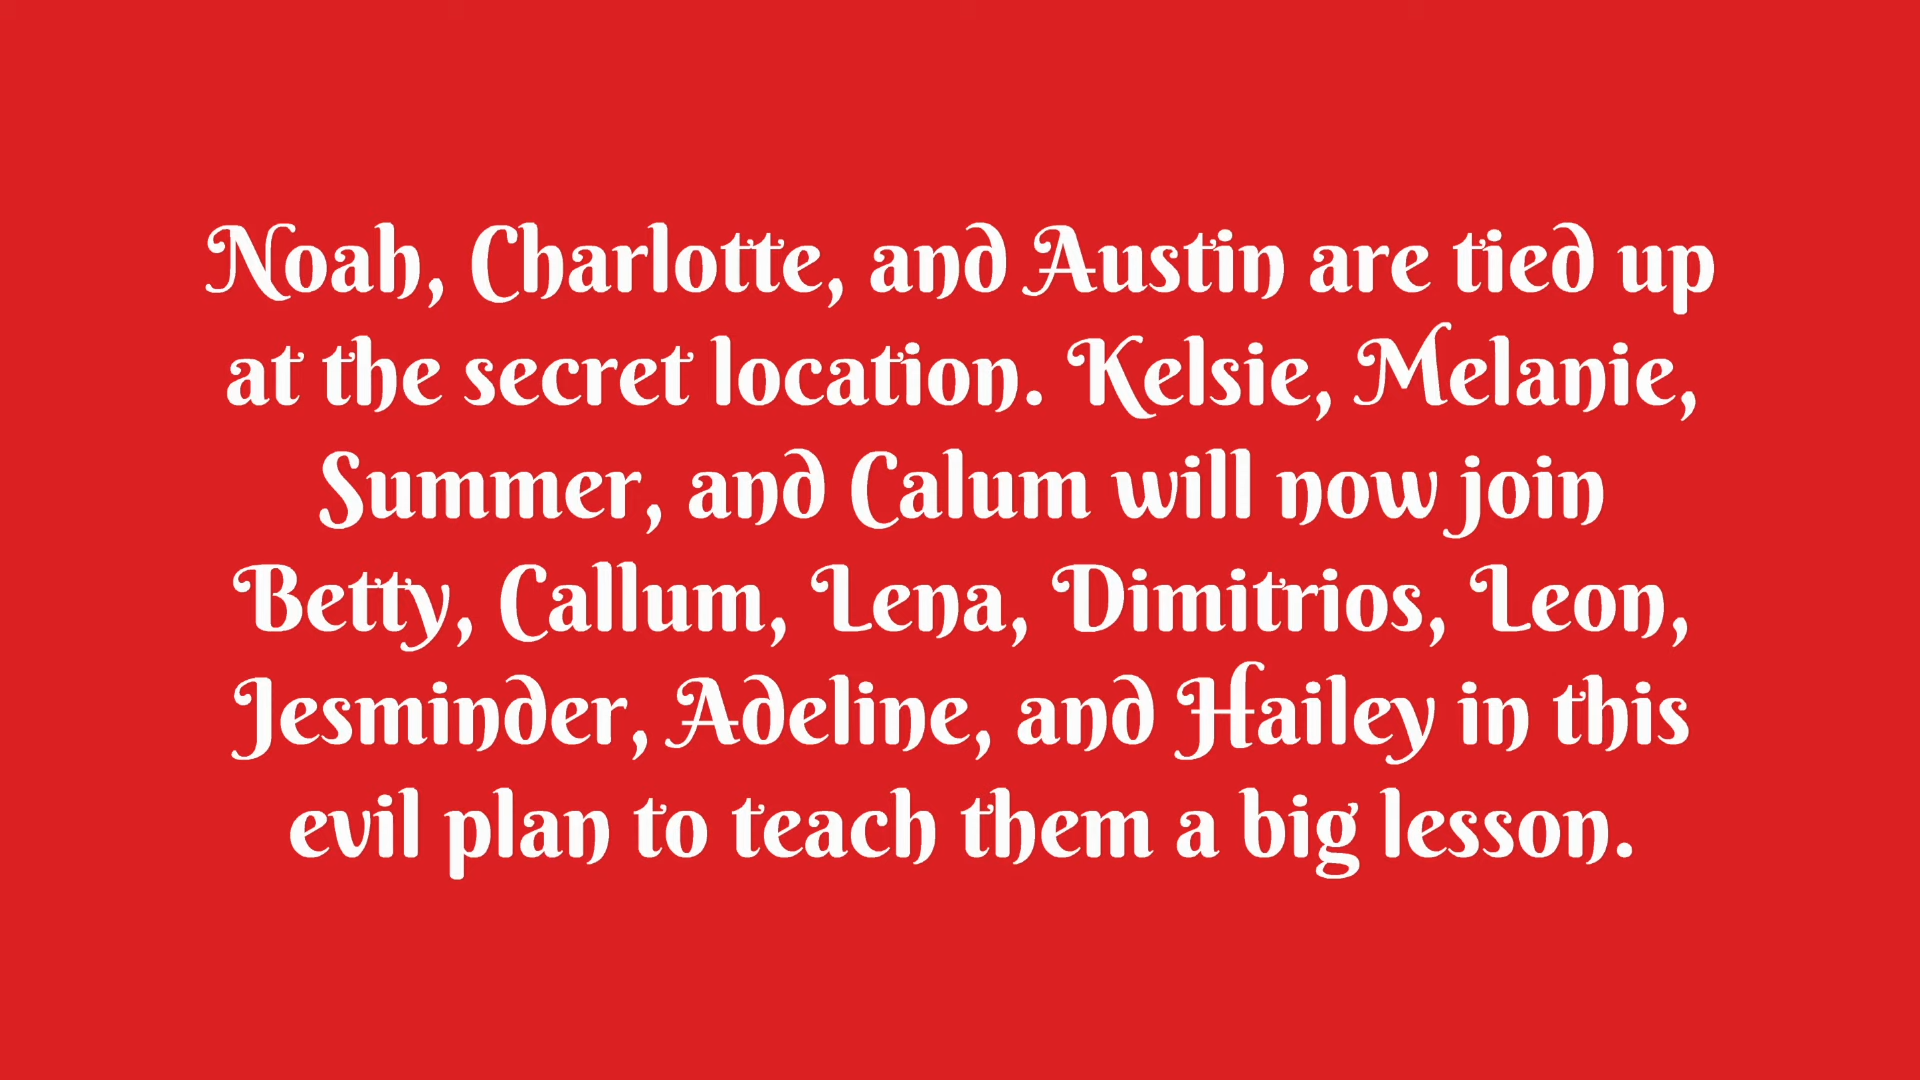 Noah, Charlotte, and Austin are tied up
at the secret location. Kelsie, Melanie,
Summer, and Calum will now join
Betty, Callum, Lena, Dimitrios, Leon,
Jesminder, Adeline, and Hailey in this
evil plan to teach them a big lesson.